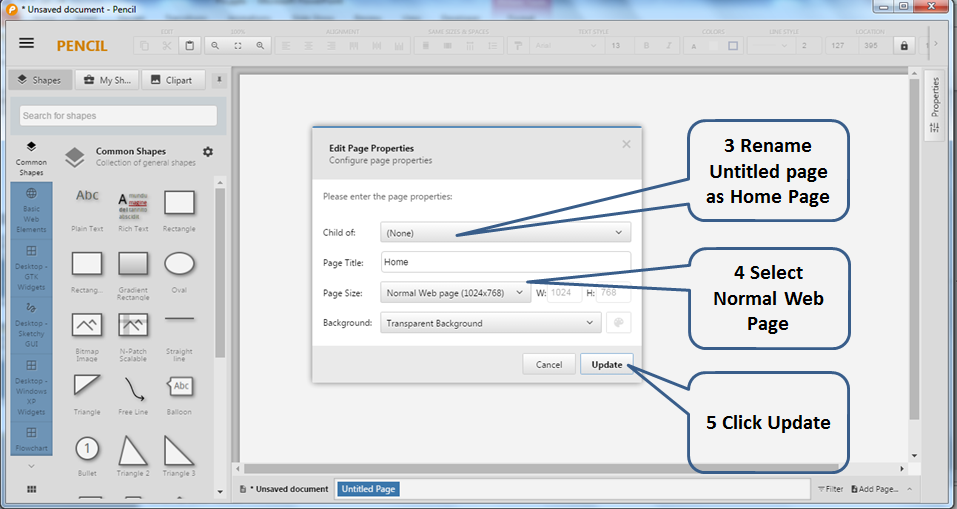 * Unsaved document - Pencil
PENCIL
EDIT
100%
ALIGNMENT
SAME SIZES & SPACES
TEXT STYLE
COLORS
LINE STYLE
LOCATION
Arial
13
B
I
A
2
127
395
Shapes
My Sh...
Clipart
Search for shapes
Common
Shapes
Basic
Web
Elements
Desktop -
GTK
Widgets
Desktop -
Sketchy
GUI
Desktop -
Windows
XP
Widgets
Flowchart
Common Shapes
Collection of general shapes
Abc
Plain Text
Rich Text
Rectangle
Rectang...
Gradient
Rectangle
Oval
Bitmap
Image
N-Patch
Scalable
Straight
line
Triangle
Free Line
Abc
Balloon
1
Bullet
Triangle 2
Triangle 3
Edit Page Properties
Configure page properties
Please enter the page properties:
Child of:
(None)
Page Title:
Home
Page Size:
Normal Web page (1024x768)
W:
1024
H:
768
Background:
Transparent Background
Cancel
Update
3 Rename
Untitled page
as Home Page
4 Select
Normal Web
Page
5 Click Update
Properties
* Unsaved document
Untitled Page
Filter
Add Page...